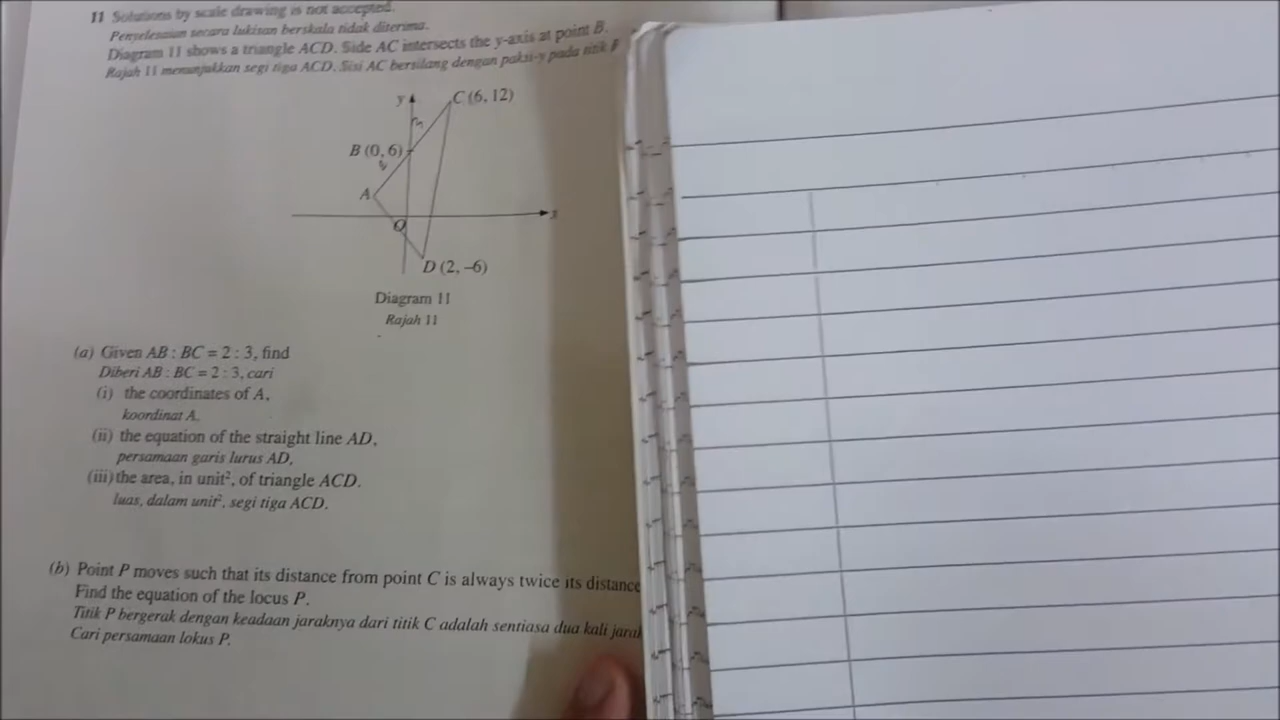 11 Solutions by scale drawing is not accepted.
Penyelesaian secara lukisan berskala tidak diterima.
Diagram 11 shows a triangle ACD. Side AC intersects the y-axis at point B.
Rajah 11 menunjukkan segi tiga ACD. Sisi AC bersilang dengan paksi-y pada titik
y
C (6, 12)
B (0, 6)
A
x
O
D (2, –6)
Diagram 11
Rajah 11
(a) Given AB : BC = 2 : 3, find
Diberi AB : BC = 2 : 3, cari
(i) the coordinates of A,
koordinat A.
(ii) the equation of the straight line AD,
persamaan garis lurus AD,
(iii) the area, in unit², of triangle ACD.
luas, dalam unit², segi tiga ACD.
(b) Point P moves such that its distance from point C is always twice its distance
Find the equation of the locus P.
Titik P bergerak dengan keadaan jaraknya dari titik C adalah sentiasa dua kali
Cari persamaan lokus P.